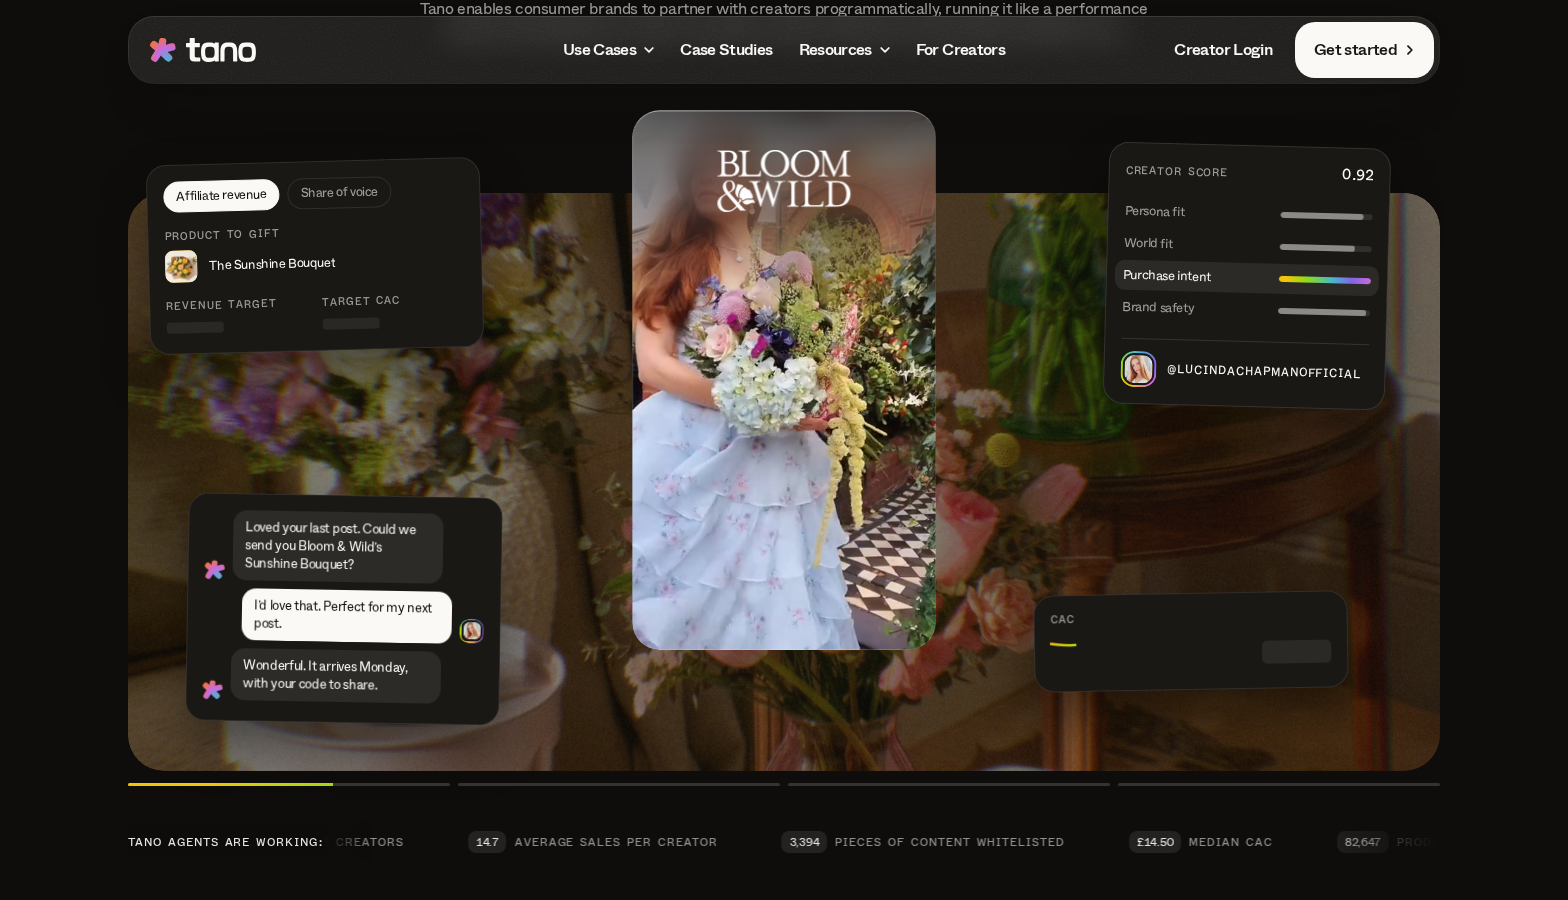 Tano enables consumer brands to partner with creators programmatically, running it like a performance
tano
Use Cases
Case Studies
Resources
For Creators
Creator Login
Get started
Affiliate revenue
Share of voice
PRODUCT TO GIFT
The Sunshine Bouquet
REVENUE TARGET
TARGET CAC
BLOOM
&WILD
CREATOR SCORE
0.92
Persona fit
World fit
Purchase intent
Brand safety
@LUCINDACHAPMANOFFICIAL
Loved your last post. Could we
send you Bloom & Wild's
Sunshine Bouquet?
I'd love that. Perfect for my next
post.
Wonderful. It arrives Monday,
with your code to share.
CAC
TANO AGENTS ARE WORKING:
CREATORS
14.7 AVERAGE SALES PER CREATOR
3,394 PIECES OF CONTENT WHITELISTED
£14.50 MEDIAN CAC
82,647